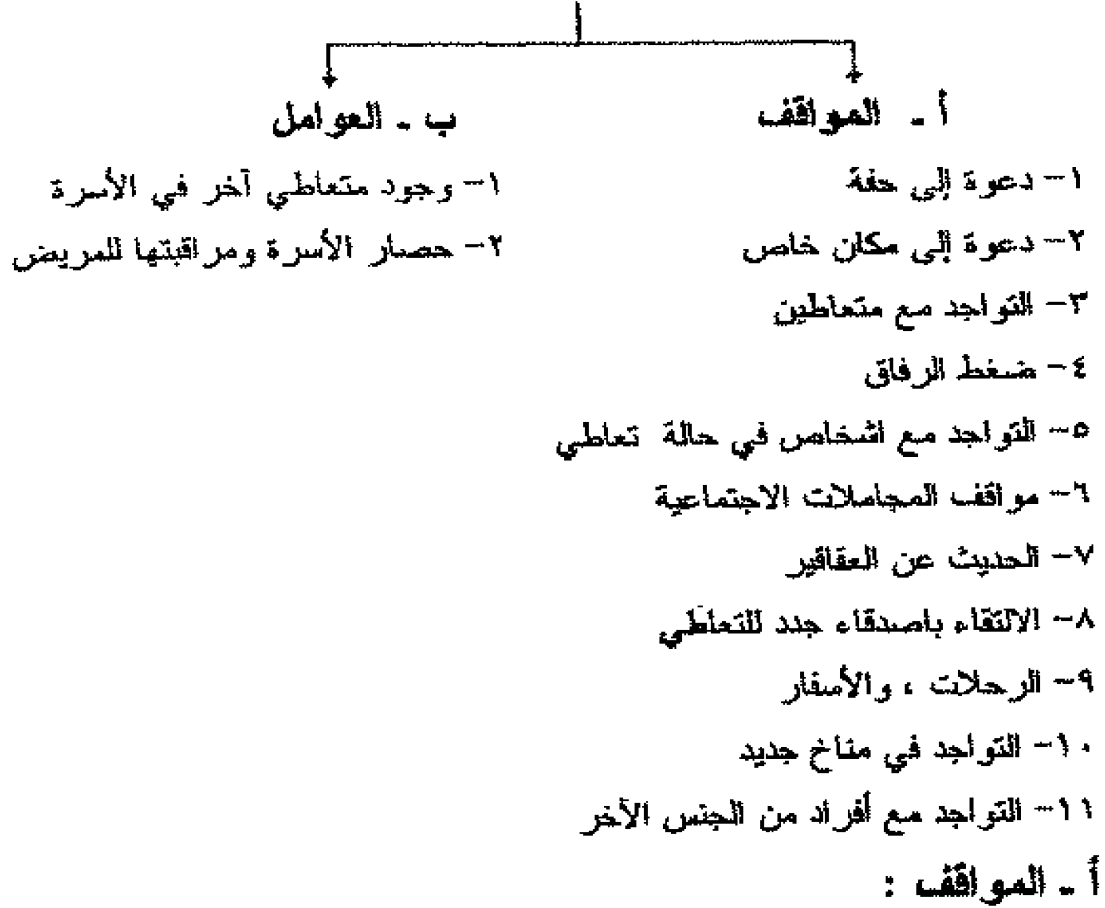 أ - المواقف
١- دعوة إلى حفة
٢- دعوة إلى مكان خاص
٣- التواجد مع متعاطين
٤- ضغط الرفاق
٥- التواجد مع اشخاص في حالة تعاطي
٦- مواقف المجاملات الاجتماعية
٧- الحديث عن العقاقير
٨- الالتقاء باصدقاء جدد للتعاطي
٩- الرحلات ، والأسفار
١٠- التواجد في مناخ جديد
١١- التواجد مع أفراد من الجنس الآخر
ب - العوامل
١- وجود متعاطي آخر في الأسرة
٢- حصار الأسرة ومراقبتها للمريض
أ - المواقف :